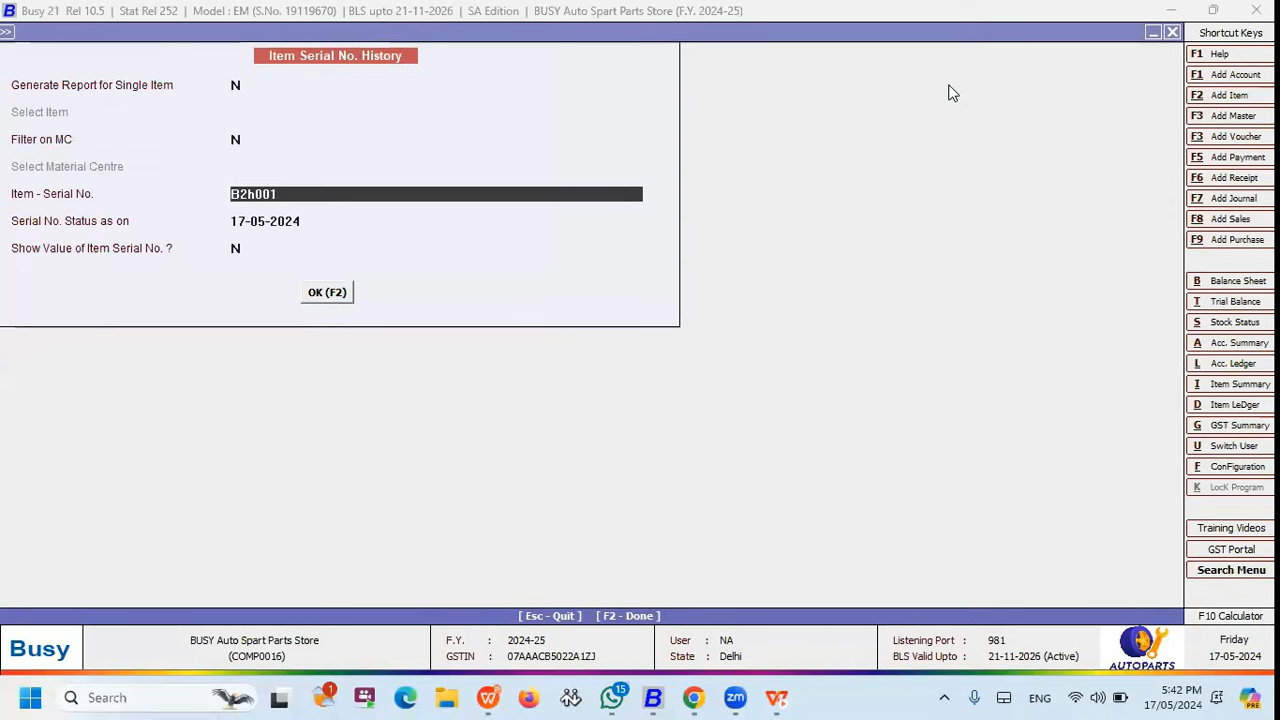 Busy 21 Rel 10.5 | Stat Rel 252 | Model : EM (S.No. 19119670) | BLS upto 21-11-2026 | SA Edition | BUSY Auto Spart Parts Store (F.Y. 2024-25)
>>
Shortcut Keys
Item Serial No. History
Generate Report for Single Item N
Select Item
Filter on MC N
Select Material Centre
Item - Serial No. B2h001
Serial No. Status as on 17-05-2024
Show Value of Item Serial No. ? N
OK (F2)
F1 Help
F1 Add Account
F2 Add Item
F3 Add Master
F3 Add Voucher
F5 Add Payment
F6 Add Receipt
F7 Add Journal
F8 Add Sales
F9 Add Purchase
B Balance Sheet
T Trial Balance
S Stock Status
A Acc. Summary
L Acc. Ledger
I Item Summary
D Item LeDger
G GST Summary
U Switch User
F ConFiguration
K LocK Program
Training Videos
GST Portal
Search Menu
[ Esc - Quit ] [ F2 - Done ]
F10 Calculator
Busy
BUSY Auto Spart Parts Store
(COMP0016)
F.Y. : 2024-25
GSTIN : 07AAACB5022A1ZJ
User : NA
State : Delhi
Listening Port : 981
BLS Valid Upto : 21-11-2026 (Active)
AUTOPARTS
Friday
17-05-2024
Search
1
15
ENG
5:42 PM
17/05/2024
PRE